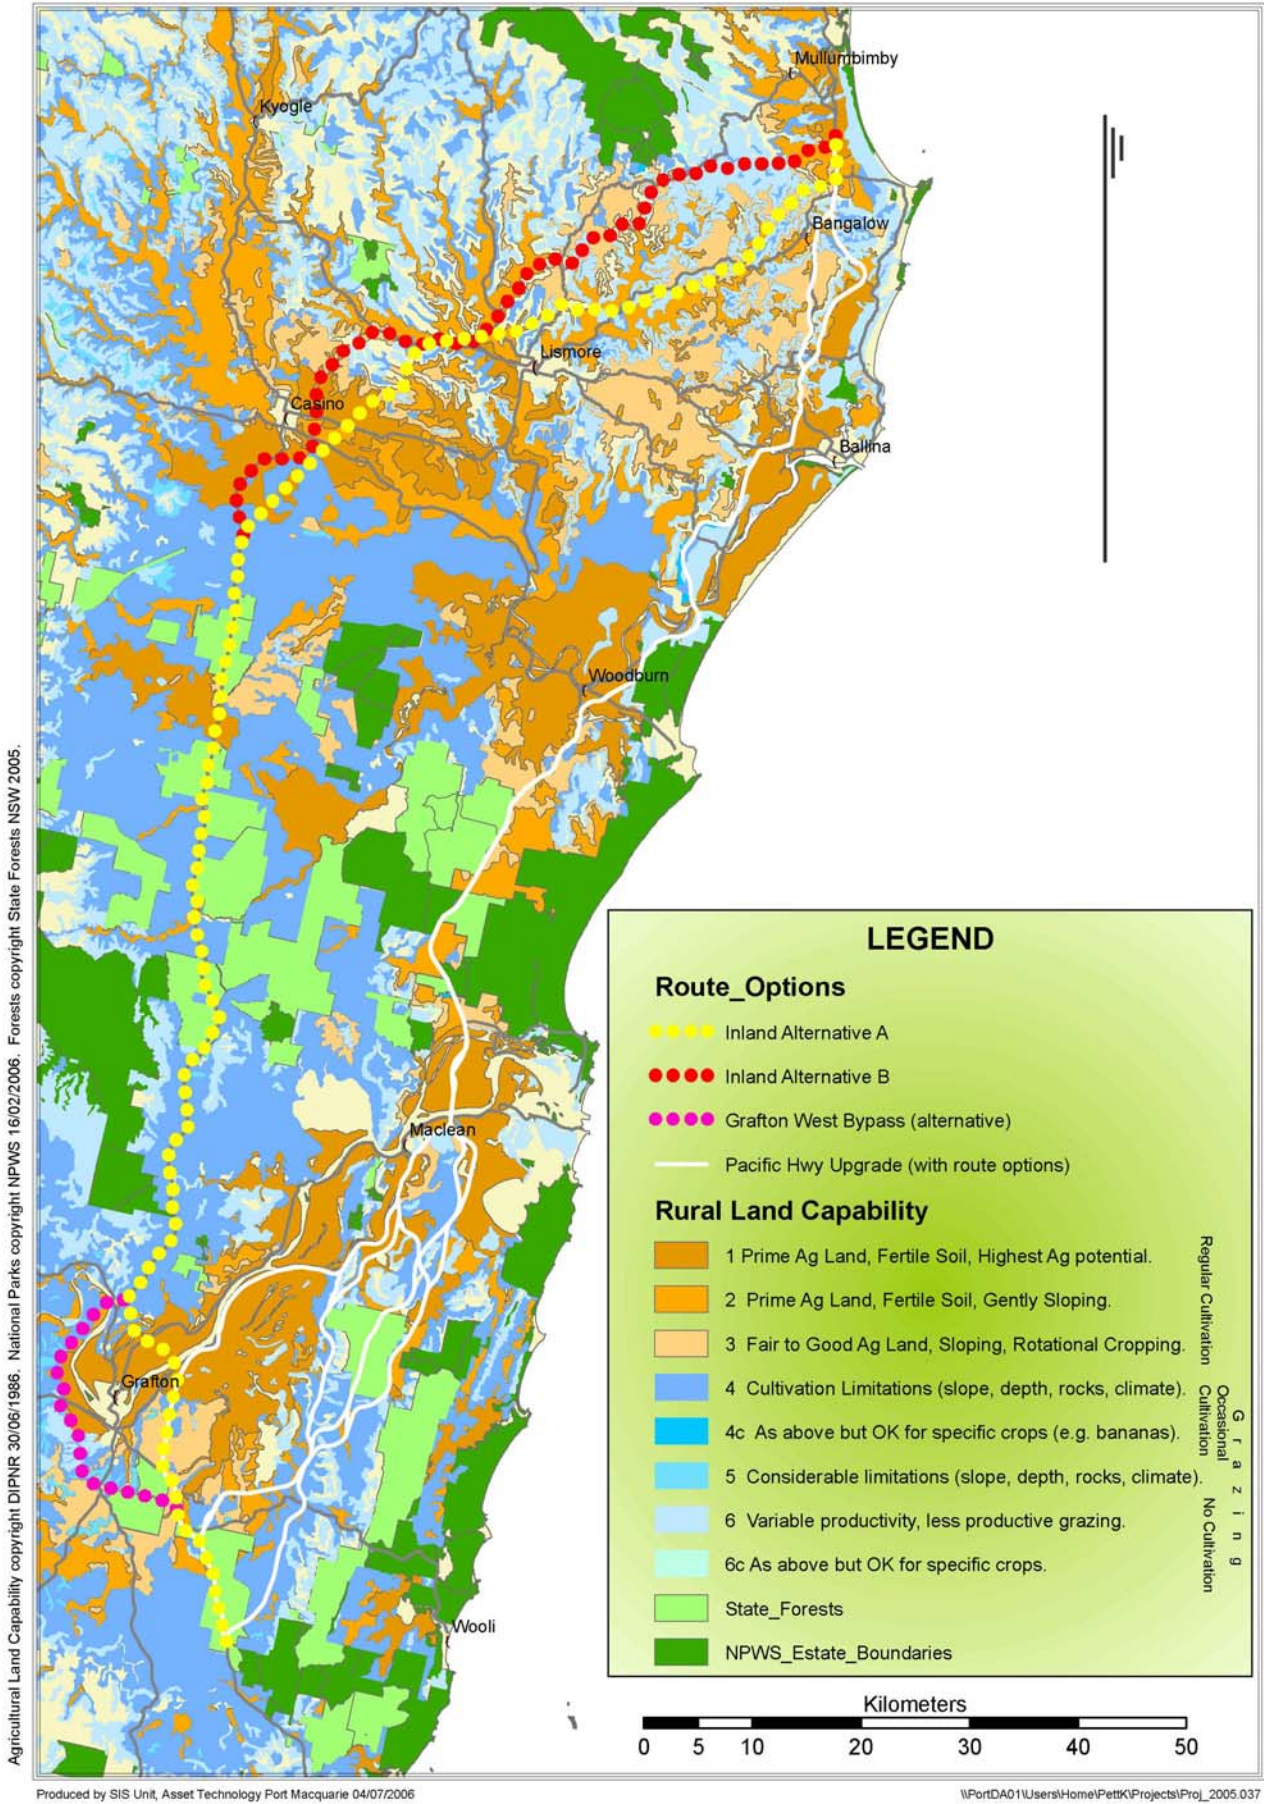 Mullumbimby
Kyogle
Bangalow
Lismore
Casino
Ballina
Woodburn
Maclean
Grafton
Wooli
LEGEND
Route_Options
Inland Alternative A
Inland Alternative B
Grafton West Bypass (alternative)
Pacific Hwy Upgrade (with route options)
Rural Land Capability
1 Prime Ag Land, Fertile Soil, Highest Ag potential.
2 Prime Ag Land, Fertile Soil, Gently Sloping.
3 Fair to Good Ag Land, Sloping, Rotational Cropping.
4 Cultivation Limitations (slope, depth, rocks, climate).
4c As above but OK for specific crops (e.g. bananas).
5 Considerable limitations (slope, depth, rocks, climate).
6 Variable productivity, less productive grazing.
6c As above but OK for specific crops.
State_Forests
NPWS_Estate_Boundaries
Regular Cultivation
Occasional
Cultivation
No Cultivation
Grazing
Kilometers
0 5 10 20 30 40 50
Agricultural Land Capability copyright DIPNR 30/06/1986. National Parks copyright NPWS 16/02/2006. Forests copyright State Forests NSW 2005.
Produced by SIS Unit, Asset Technology Port Macquarie 04/07/2006
\\PortDA01\Users\Home\PettK\Projects\Proj_2005.037